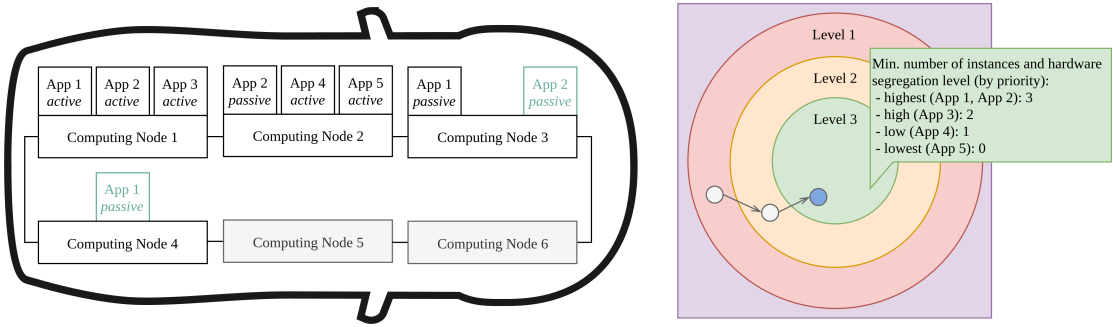 App 1
active
App 2
active
App 3
active
App 2
passive
App 4
active
App 5
active
App 1
passive
App 2
passive
Computing Node 1
Computing Node 2
Computing Node 3
App 1
passive
Computing Node 4
Computing Node 5
Computing Node 6
Level 1
Level 2
Level 3
Min. number of instances and hardware
segregation level (by priority):
- highest (App 1, App 2): 3
- high (App 3): 2
- low (App 4): 1
- lowest (App 5): 0